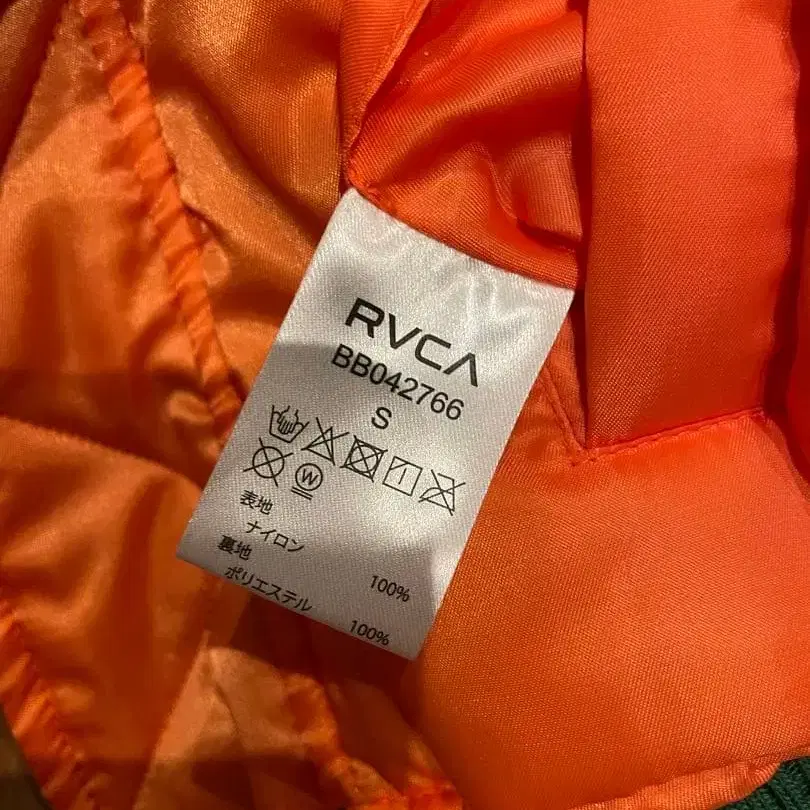 RVCA
BB042766
S
W
表地
ナイロン 100%
裏地
ポリエステル 100%